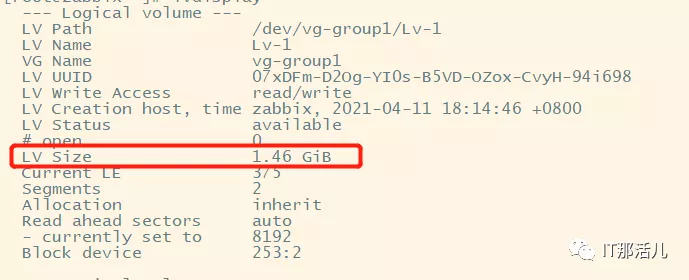 --- Logical volume ---
LV Path /dev/vg-group1/Lv-1
LV Name Lv-1
VG Name vg-group1
LV UUID 07xDFm-D2Og-YI0s-B5VD-OZox-CvyH-94i698
LV Write Access read/write
LV Creation host, time zabbix, 2021-04-11 18:14:46 +0800
LV Status available
# open 0
LV Size 1.46 GiB
Current LE 375
Segments 2
Allocation inherit
Read ahead sectors auto
- currently set to 8192
Block device 253:2
IT那活儿